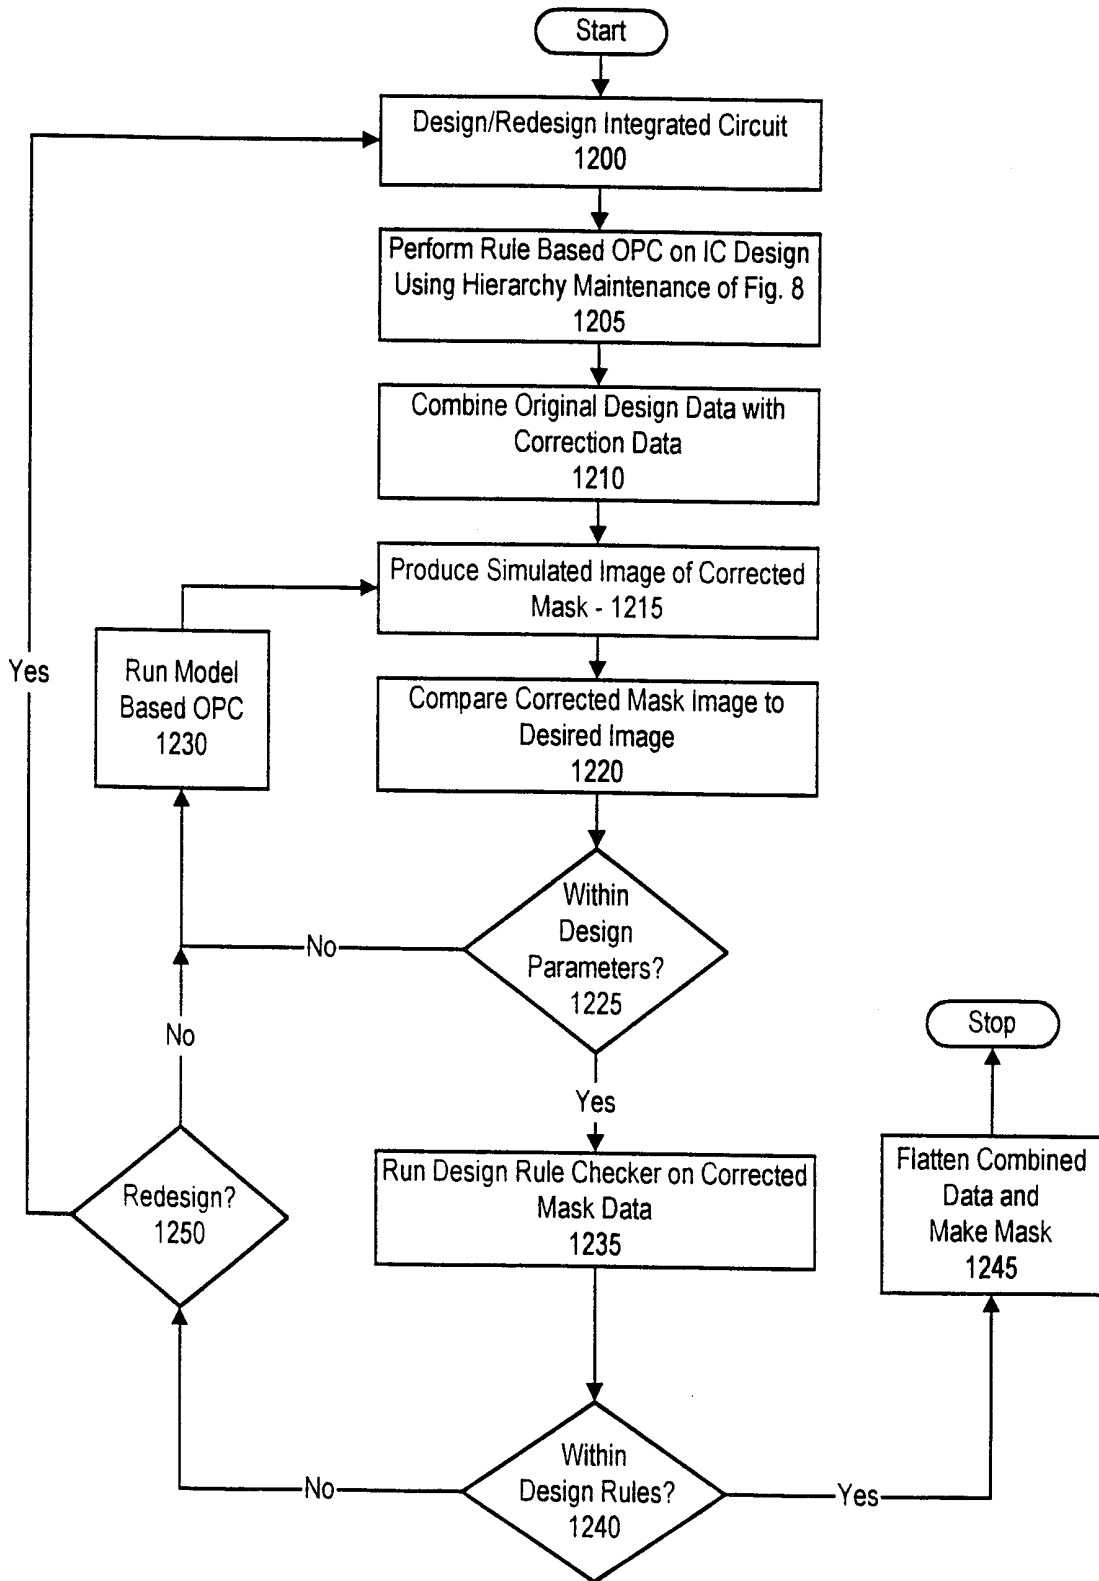 Start
Design/Redesign Integrated Circuit
1200
Perform Rule Based OPC on IC Design
Using Hierarchy Maintenance of Fig. 8
1205
Combine Original Design Data with
Correction Data
1210
Produce Simulated Image of Corrected
Mask - 1215
Yes
Run Model
Based OPC
1230
Compare Corrected Mask Image to
Desired Image
1220
Within
Design
Parameters?
1225
No
No
Yes
Stop
Redesign?
1250
Run Design Rule Checker on Corrected
Mask Data
1235
Flatten Combined
Data and
Make Mask
1245
Within
Design Rules?
1240
No
Yes